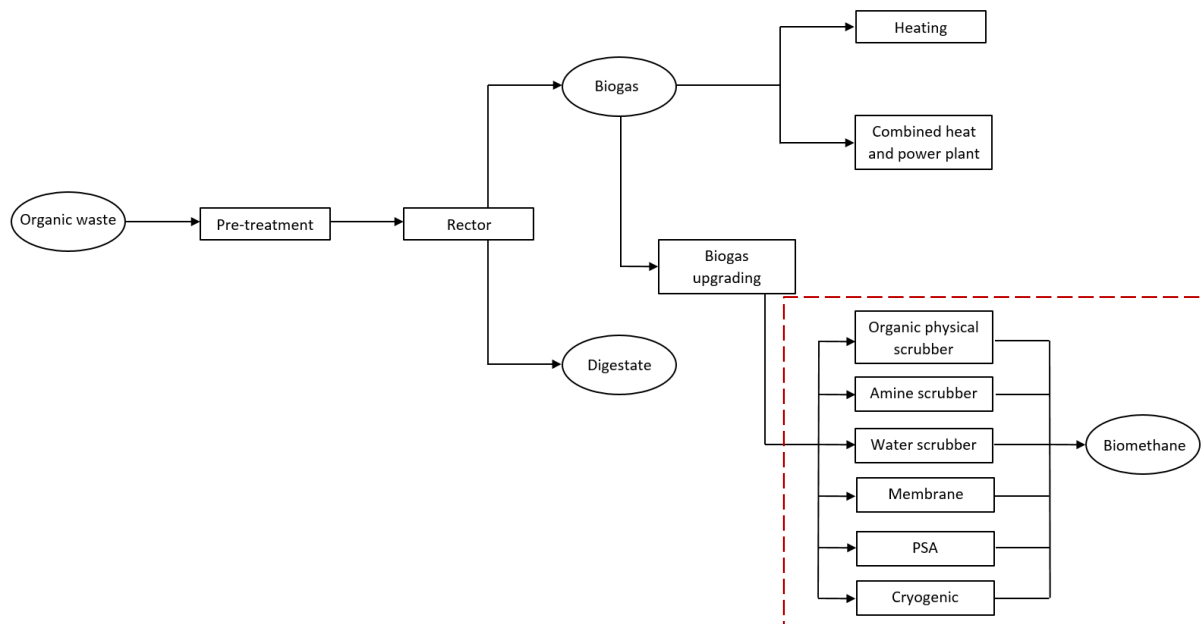 Heating
Biogas
Combined heat
and power plant
Organic waste
Pre-treatment
Rector
Biogas
upgrading
Organic physical
scrubber
Digestate
Amine scrubber
Water scrubber
Biomethane
Membrane
PSA
Cryogenic